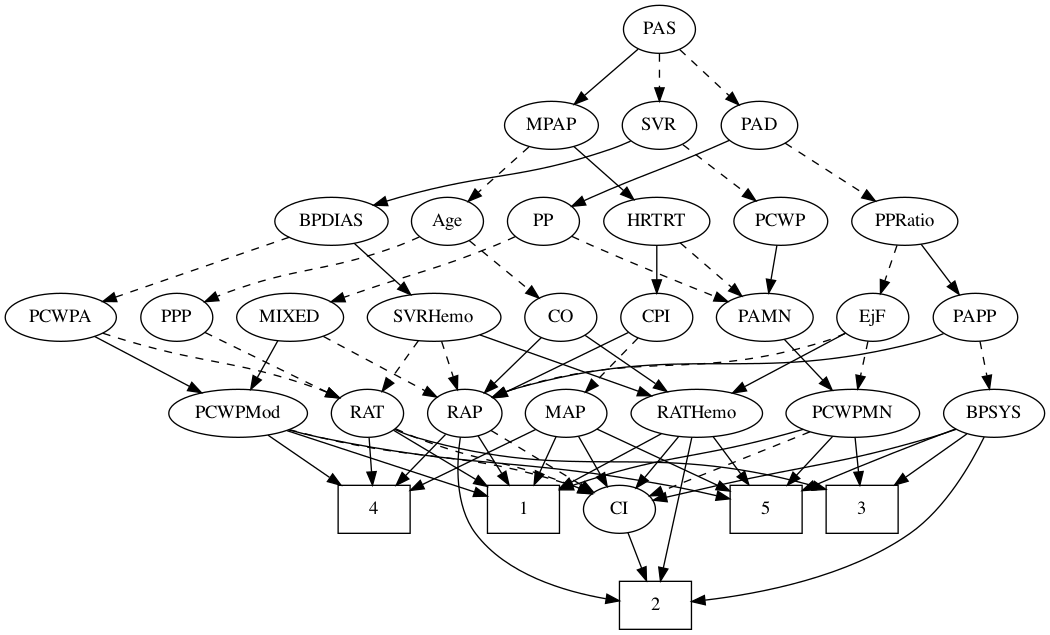 PAS
MPAP
SVR
PAD
BPDIAS
Age
PP
HRTRT
PCWP
PPRatio
PCWPA
PPP
MIXED
SVRHemo
CO
CPI
PAMN
EjF
PAPP
PCWPMod
RAT
RAP
MAP
RATHemo
PCWPMN
BPSYS
4
1
CI
5
3
2